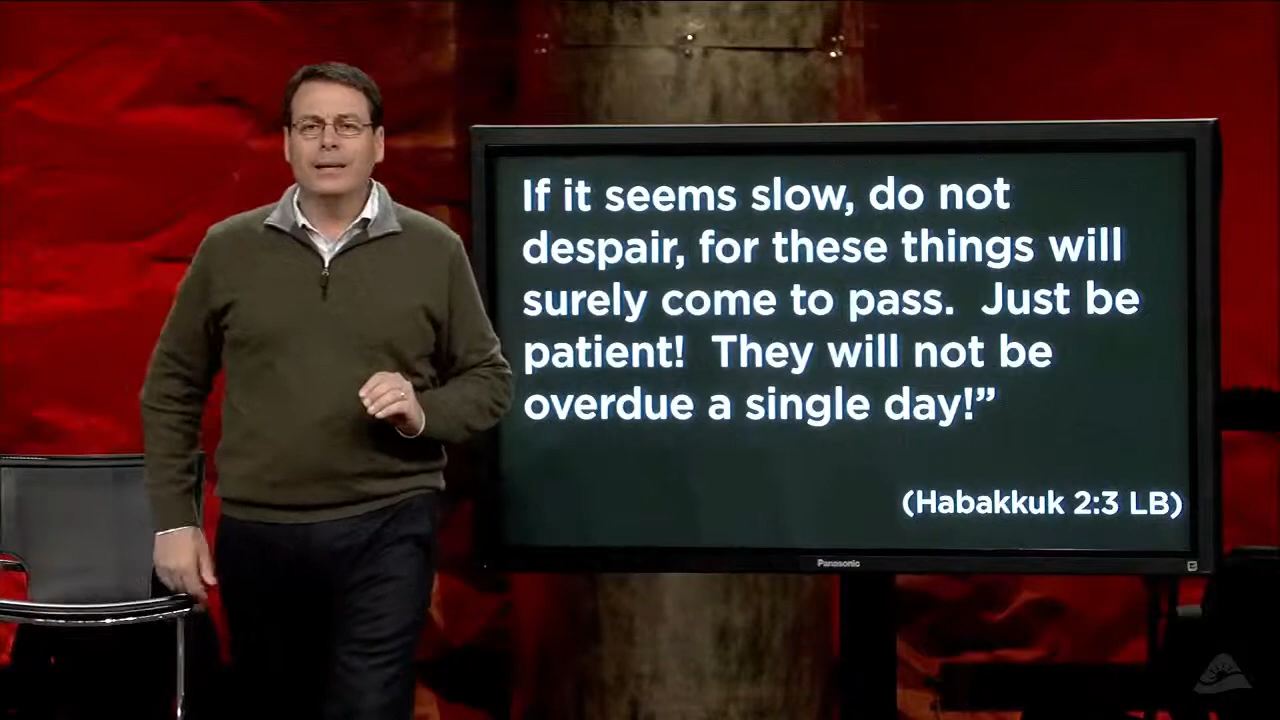 If it seems slow, do not
despair, for these things will
surely come to pass.  Just be
patient!  They will not be
overdue a single day!”
(Habakkuk 2:3 LB)
Panasonic